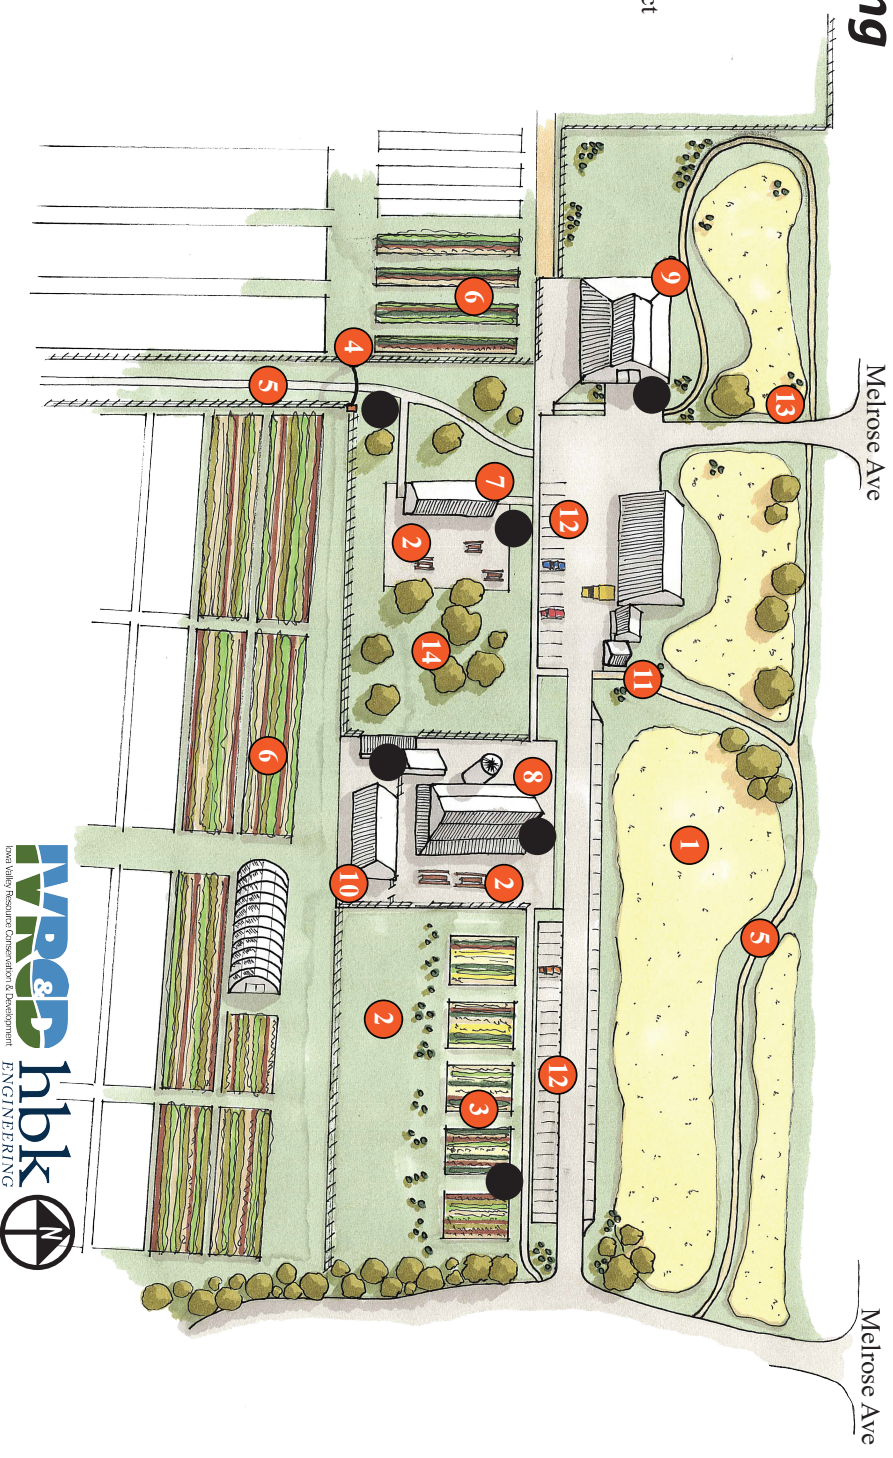 ng
Melrose Ave
Melrose Ave
ct
13
5
1
9
11
12
12
8
2
7
3
6
14
2
2
4
10
5
6
IVRC&D
Iowa Valley Resource Conservation & Development
hbk
ENGINEERING
N